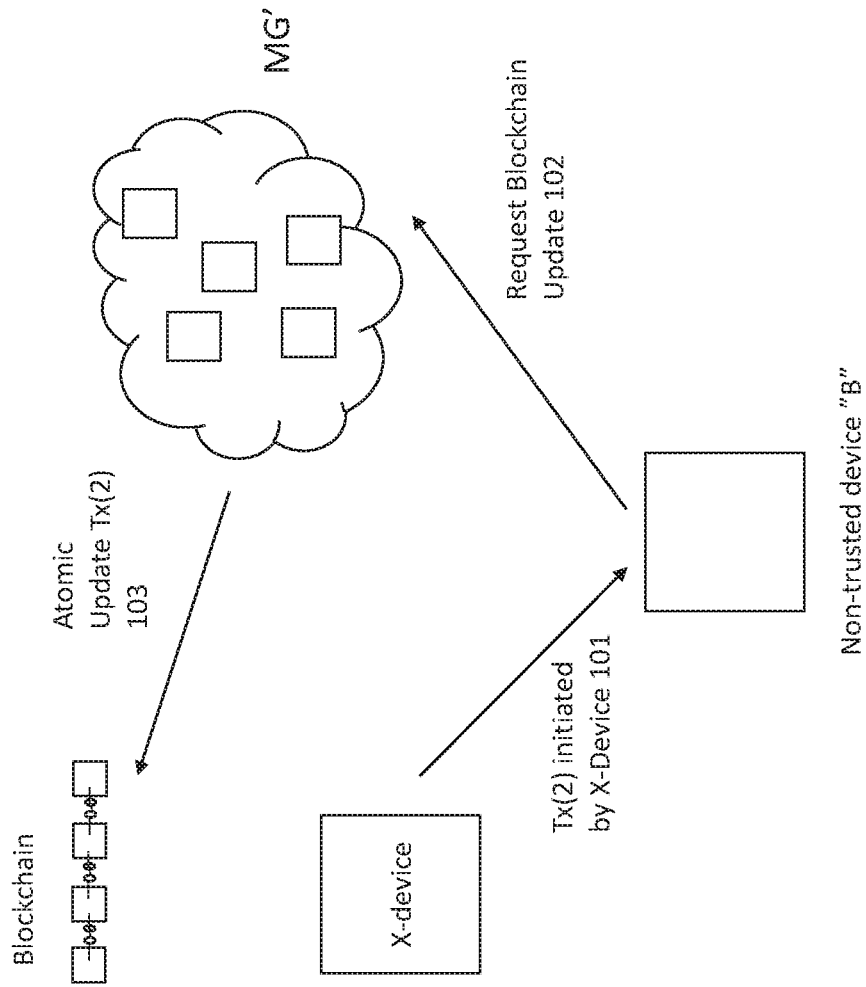 Blockchain
Atomic
Update Tx(2)
103
MG'
X-device
Tx(2) initiated
by X-Device 101
Request Blockchain
Update 102
Non-trusted device "B"